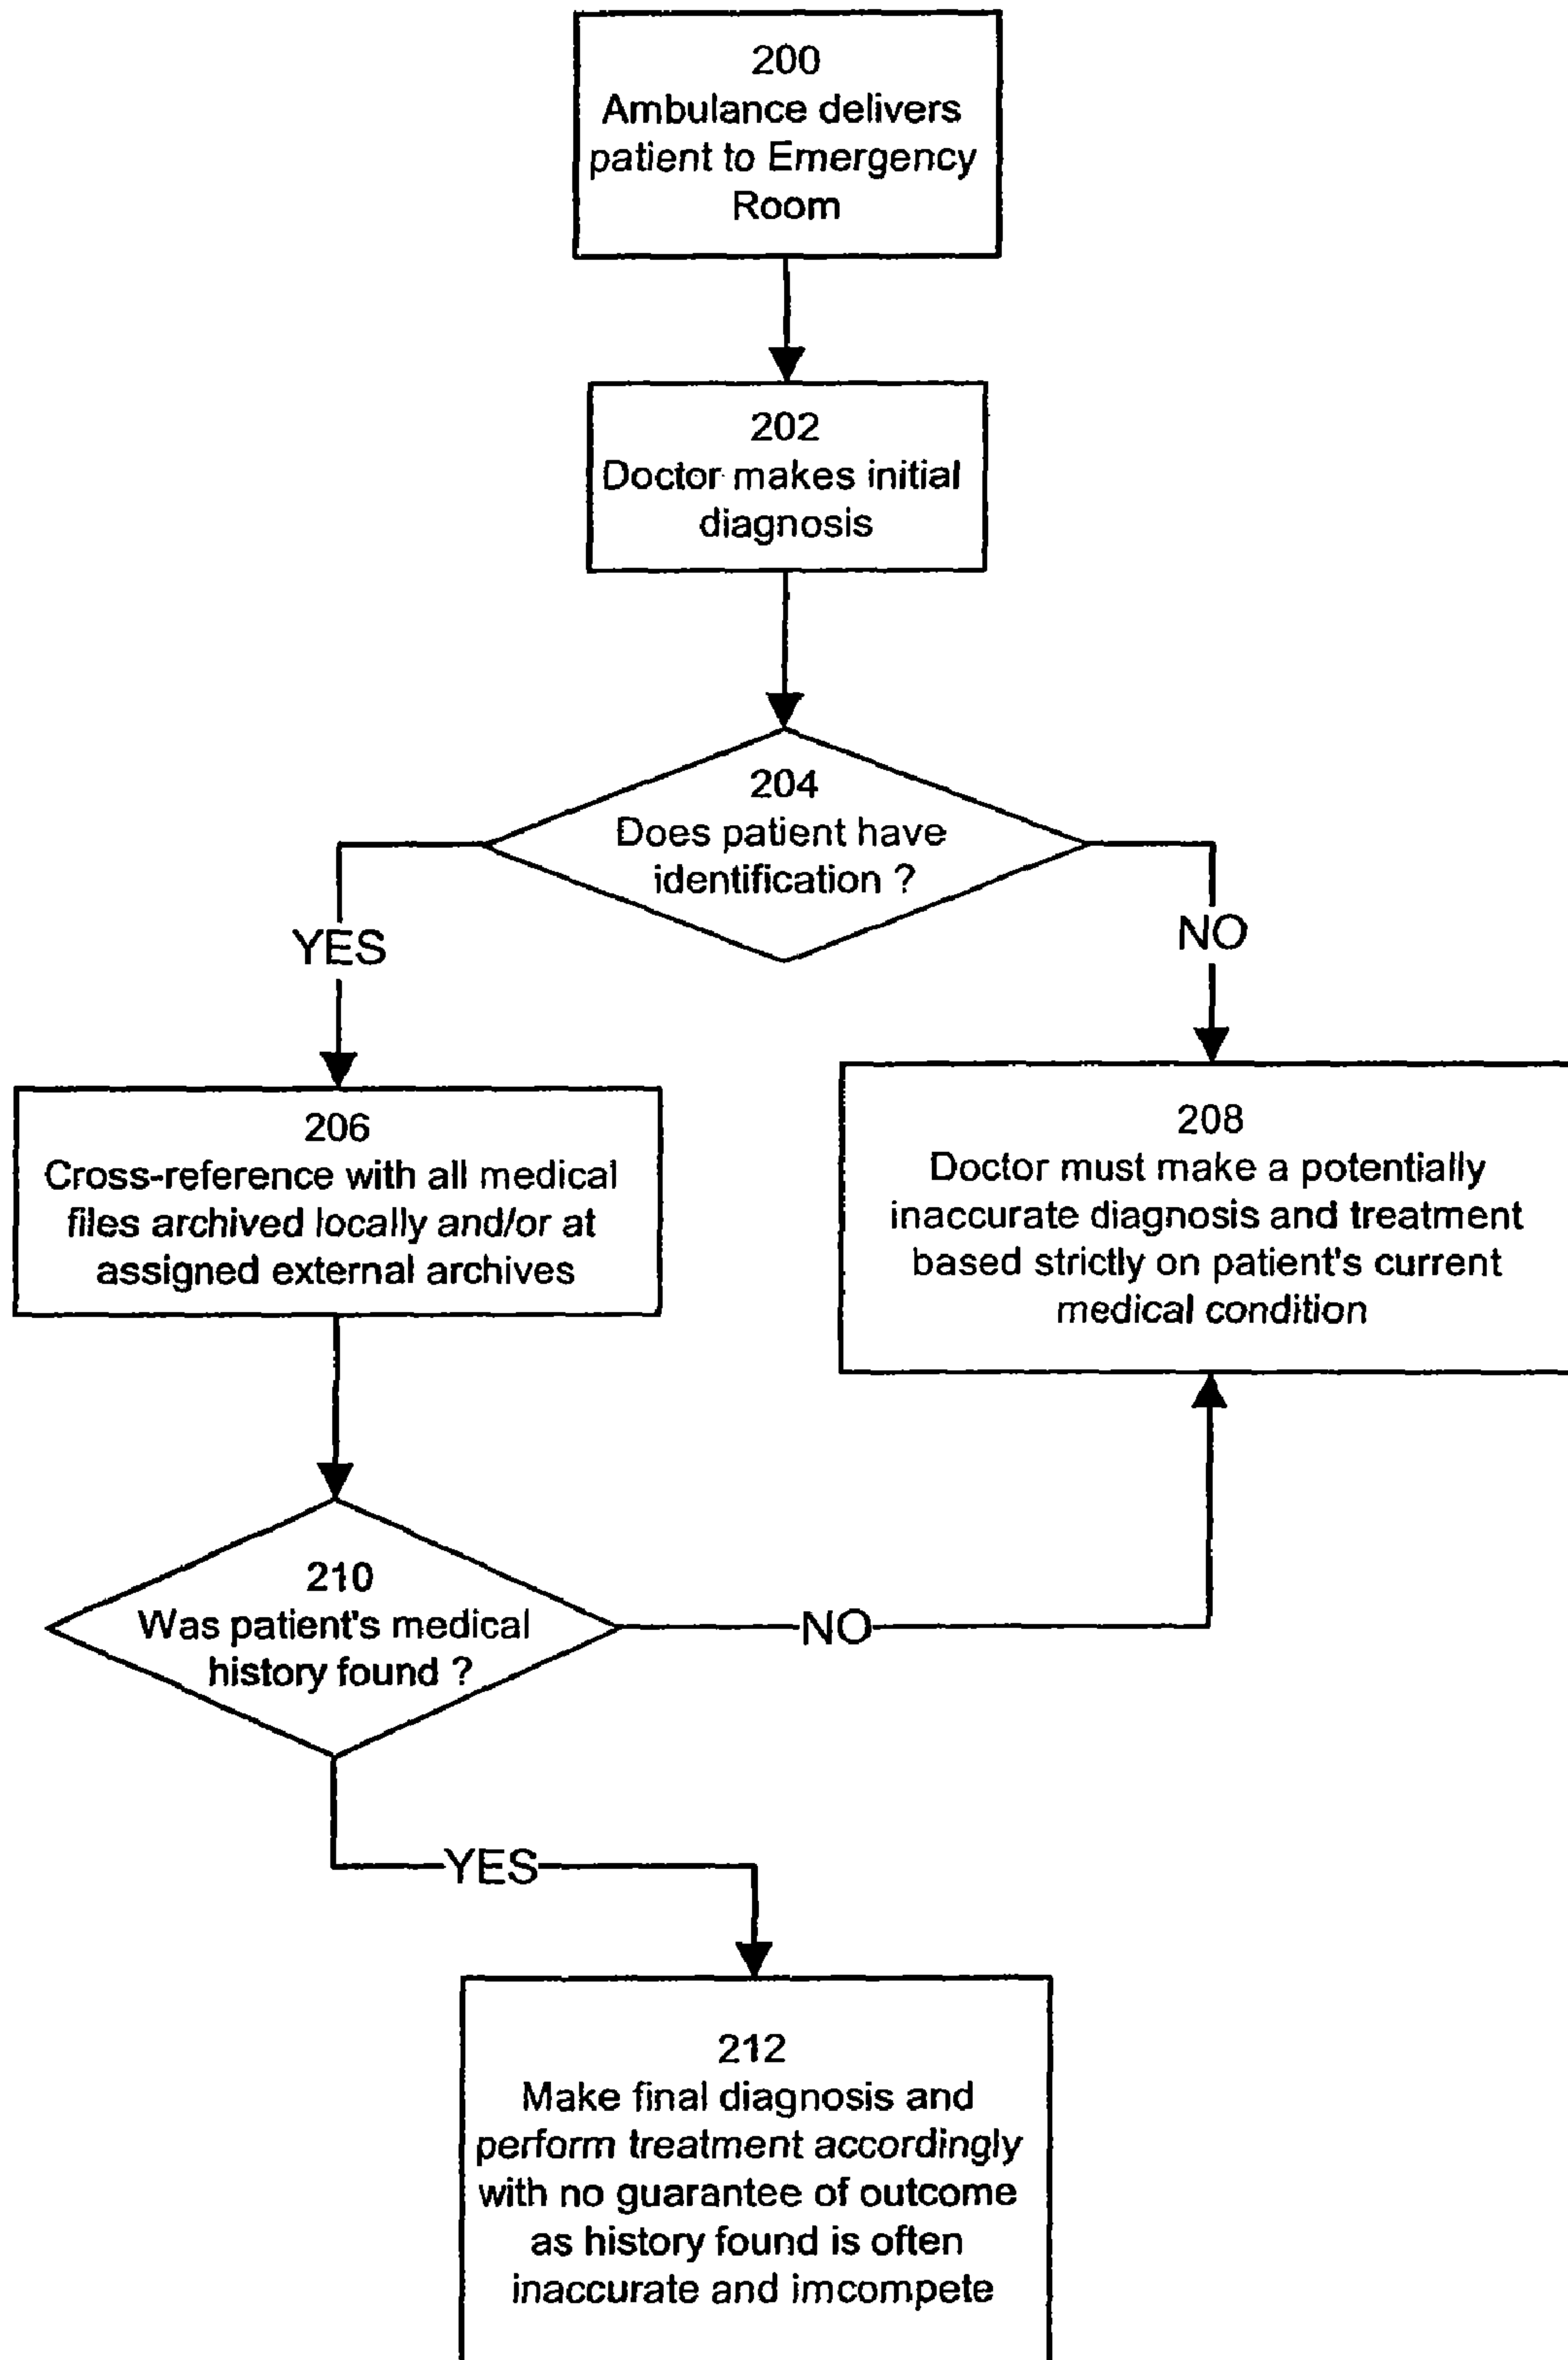 200
Ambulance delivers
patient to Emergency
Room
202
Doctor makes initial
diagnosis
204
Does patient have
identification ?
YES
NO
206
Cross-reference with all medical
files archived locally and/or at
assigned external archives
208
Doctor must make a potentially
inaccurate diagnosis and treatment
based strictly on patient's current
medical condition
210
Was patient's medical
history found ?
NO
YES
212
Make final diagnosis and
perform treatment accordingly
with no guarantee of outcome
as history found is often
inaccurate and imcompete